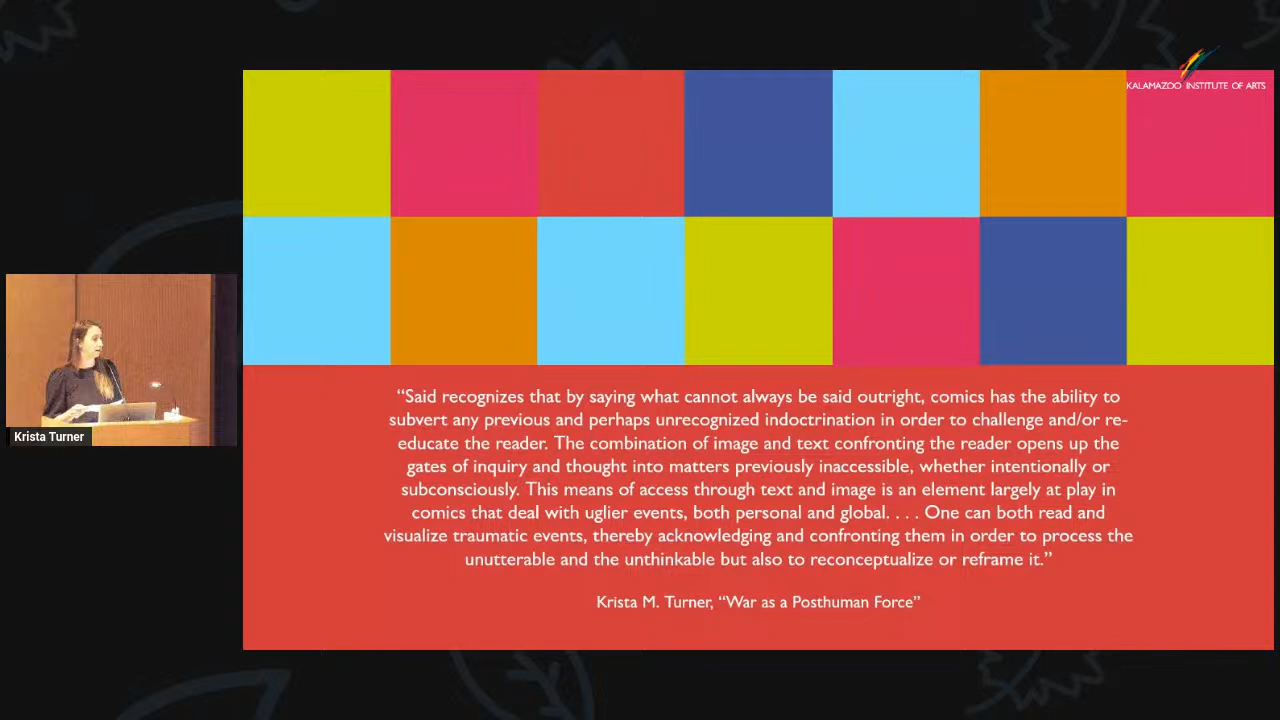 KALAMAZOO INSTITUTE OF ARTS
Krista Turner
“Said recognizes that by saying what cannot always be said outright, comics has the ability to
subvert any previous and perhaps unrecognized indoctrination in order to challenge and/or re-
educate the reader. The combination of image and text confronting the reader opens up the
gates of inquiry and thought into matters previously inaccessible, whether intentionally or
subconsciously. This means of access through text and image is an element largely at play in
comics that deal with uglier events, both personal and global. . . . One can both read and
visualize traumatic events, thereby acknowledging and confronting them in order to process the
unutterable and the unthinkable but also to reconceptualize or reframe it.”
Krista M. Turner, “War as a Posthuman Force”